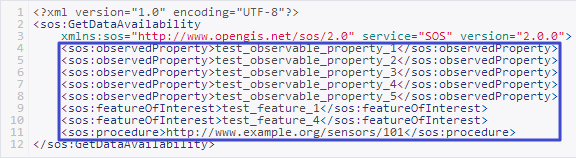 1 <?xml version="1.0" encoding="UTF-8"?>
2 <sos:GetDataAvailability
3 xmlns:sos="http://www.opengis.net/sos/2.0" service="SOS" version="2.0.0">
4 <sos:observedProperty>test_observable_property_1</sos:observedProperty>
5 <sos:observedProperty>test_observable_property_2</sos:observedProperty>
6 <sos:observedProperty>test_observable_property_3</sos:observedProperty>
7 <sos:observedProperty>test_observable_property_4</sos:observedProperty>
8 <sos:observedProperty>test_observable_property_5</sos:observedProperty>
9 <sos:featureOfInterest>test_feature_1</sos:featureOfInterest>
10 <sos:featureOfInterest>test_feature_4</sos:featureOfInterest>
11 <sos:procedure>http://www.example.org/sensors/101</sos:procedure>
12 </sos:GetDataAvailability>